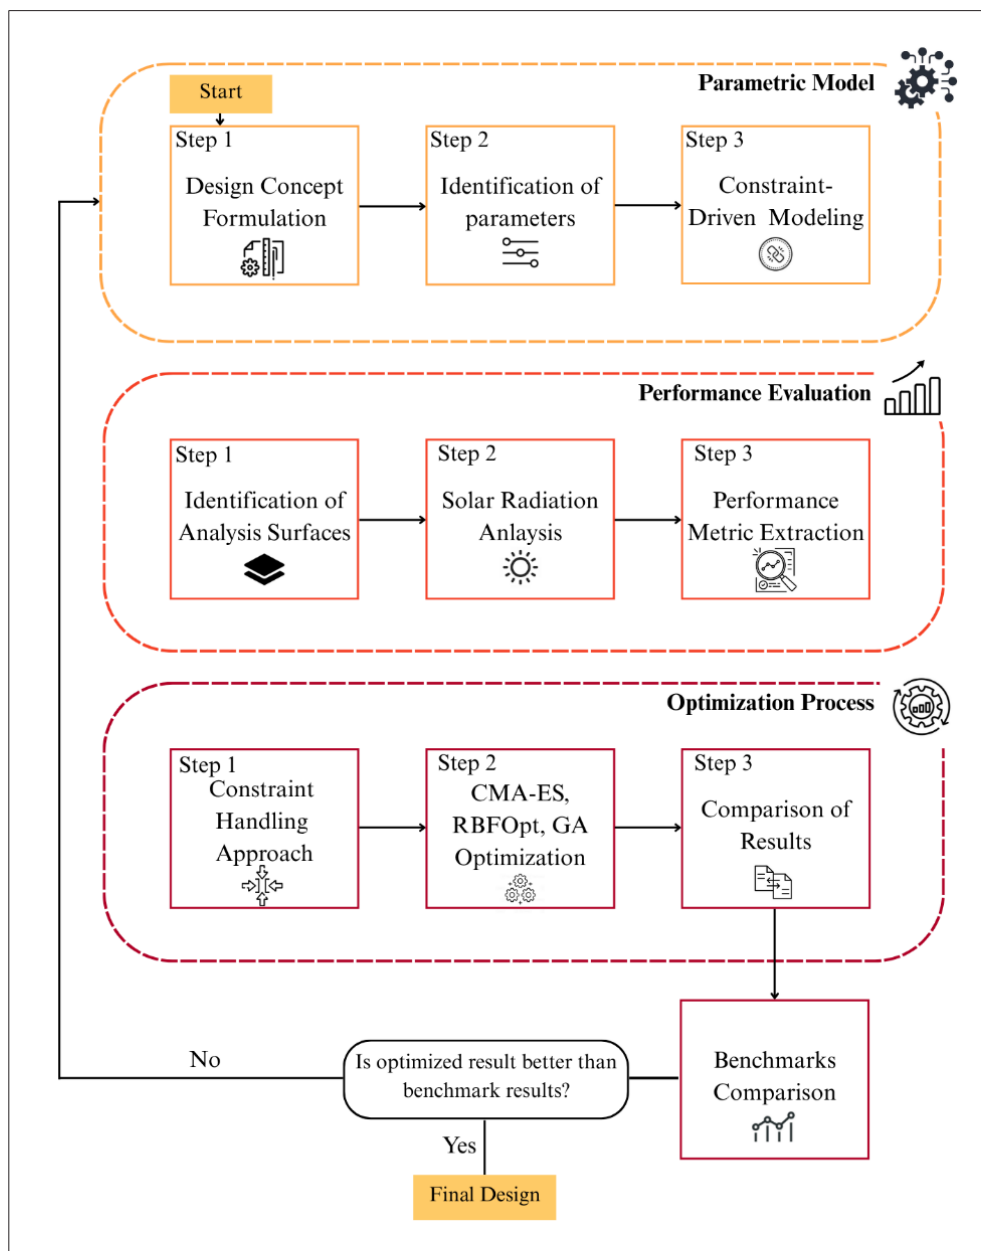 Parametric Model
Start
Step 1
Design Concept
Formulation
Step 2
Identification of
parameters
Step 3
Constraint-
Driven Modeling
Performance Evaluation
Step 1
Identification of
Analysis Surfaces
Step 2
Solar Radiation
Anlaysis
Step 3
Performance
Metric Extraction
Optimization Process
Step 1
Constraint
Handling
Approach
Step 2
CMA-ES,
RBFOpt, GA
Optimization
Step 3
Comparison of
Results
Benchmarks
Comparison
Is optimized result better than
benchmark results?
No
Yes
Final Design